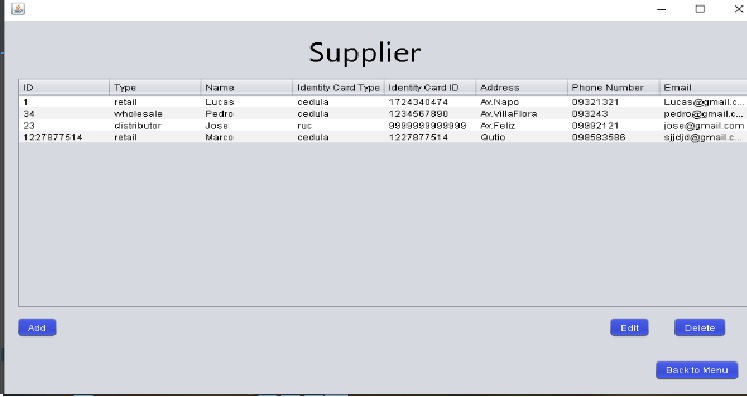 Supplier
ID Type Name Identity Card Type Identity Card ID Address Phone Number Email
1 retail Lucas cedula 1724340474 Av.Napo 09321321 Lucas@gmail.c...
34 wholesale Pedro cedula 1234567890 Av.VillaFlora 093243 pedro@gmail.c...
23 distributor Jose ruc 9999999999999 Av.Feliz 09992131 jose@gmail.com
1227877514 retail Marco cedula 1227877514 Qutio 098583586 sjjdjd@gmail.c...
Add Edit Delete
Back to Menu